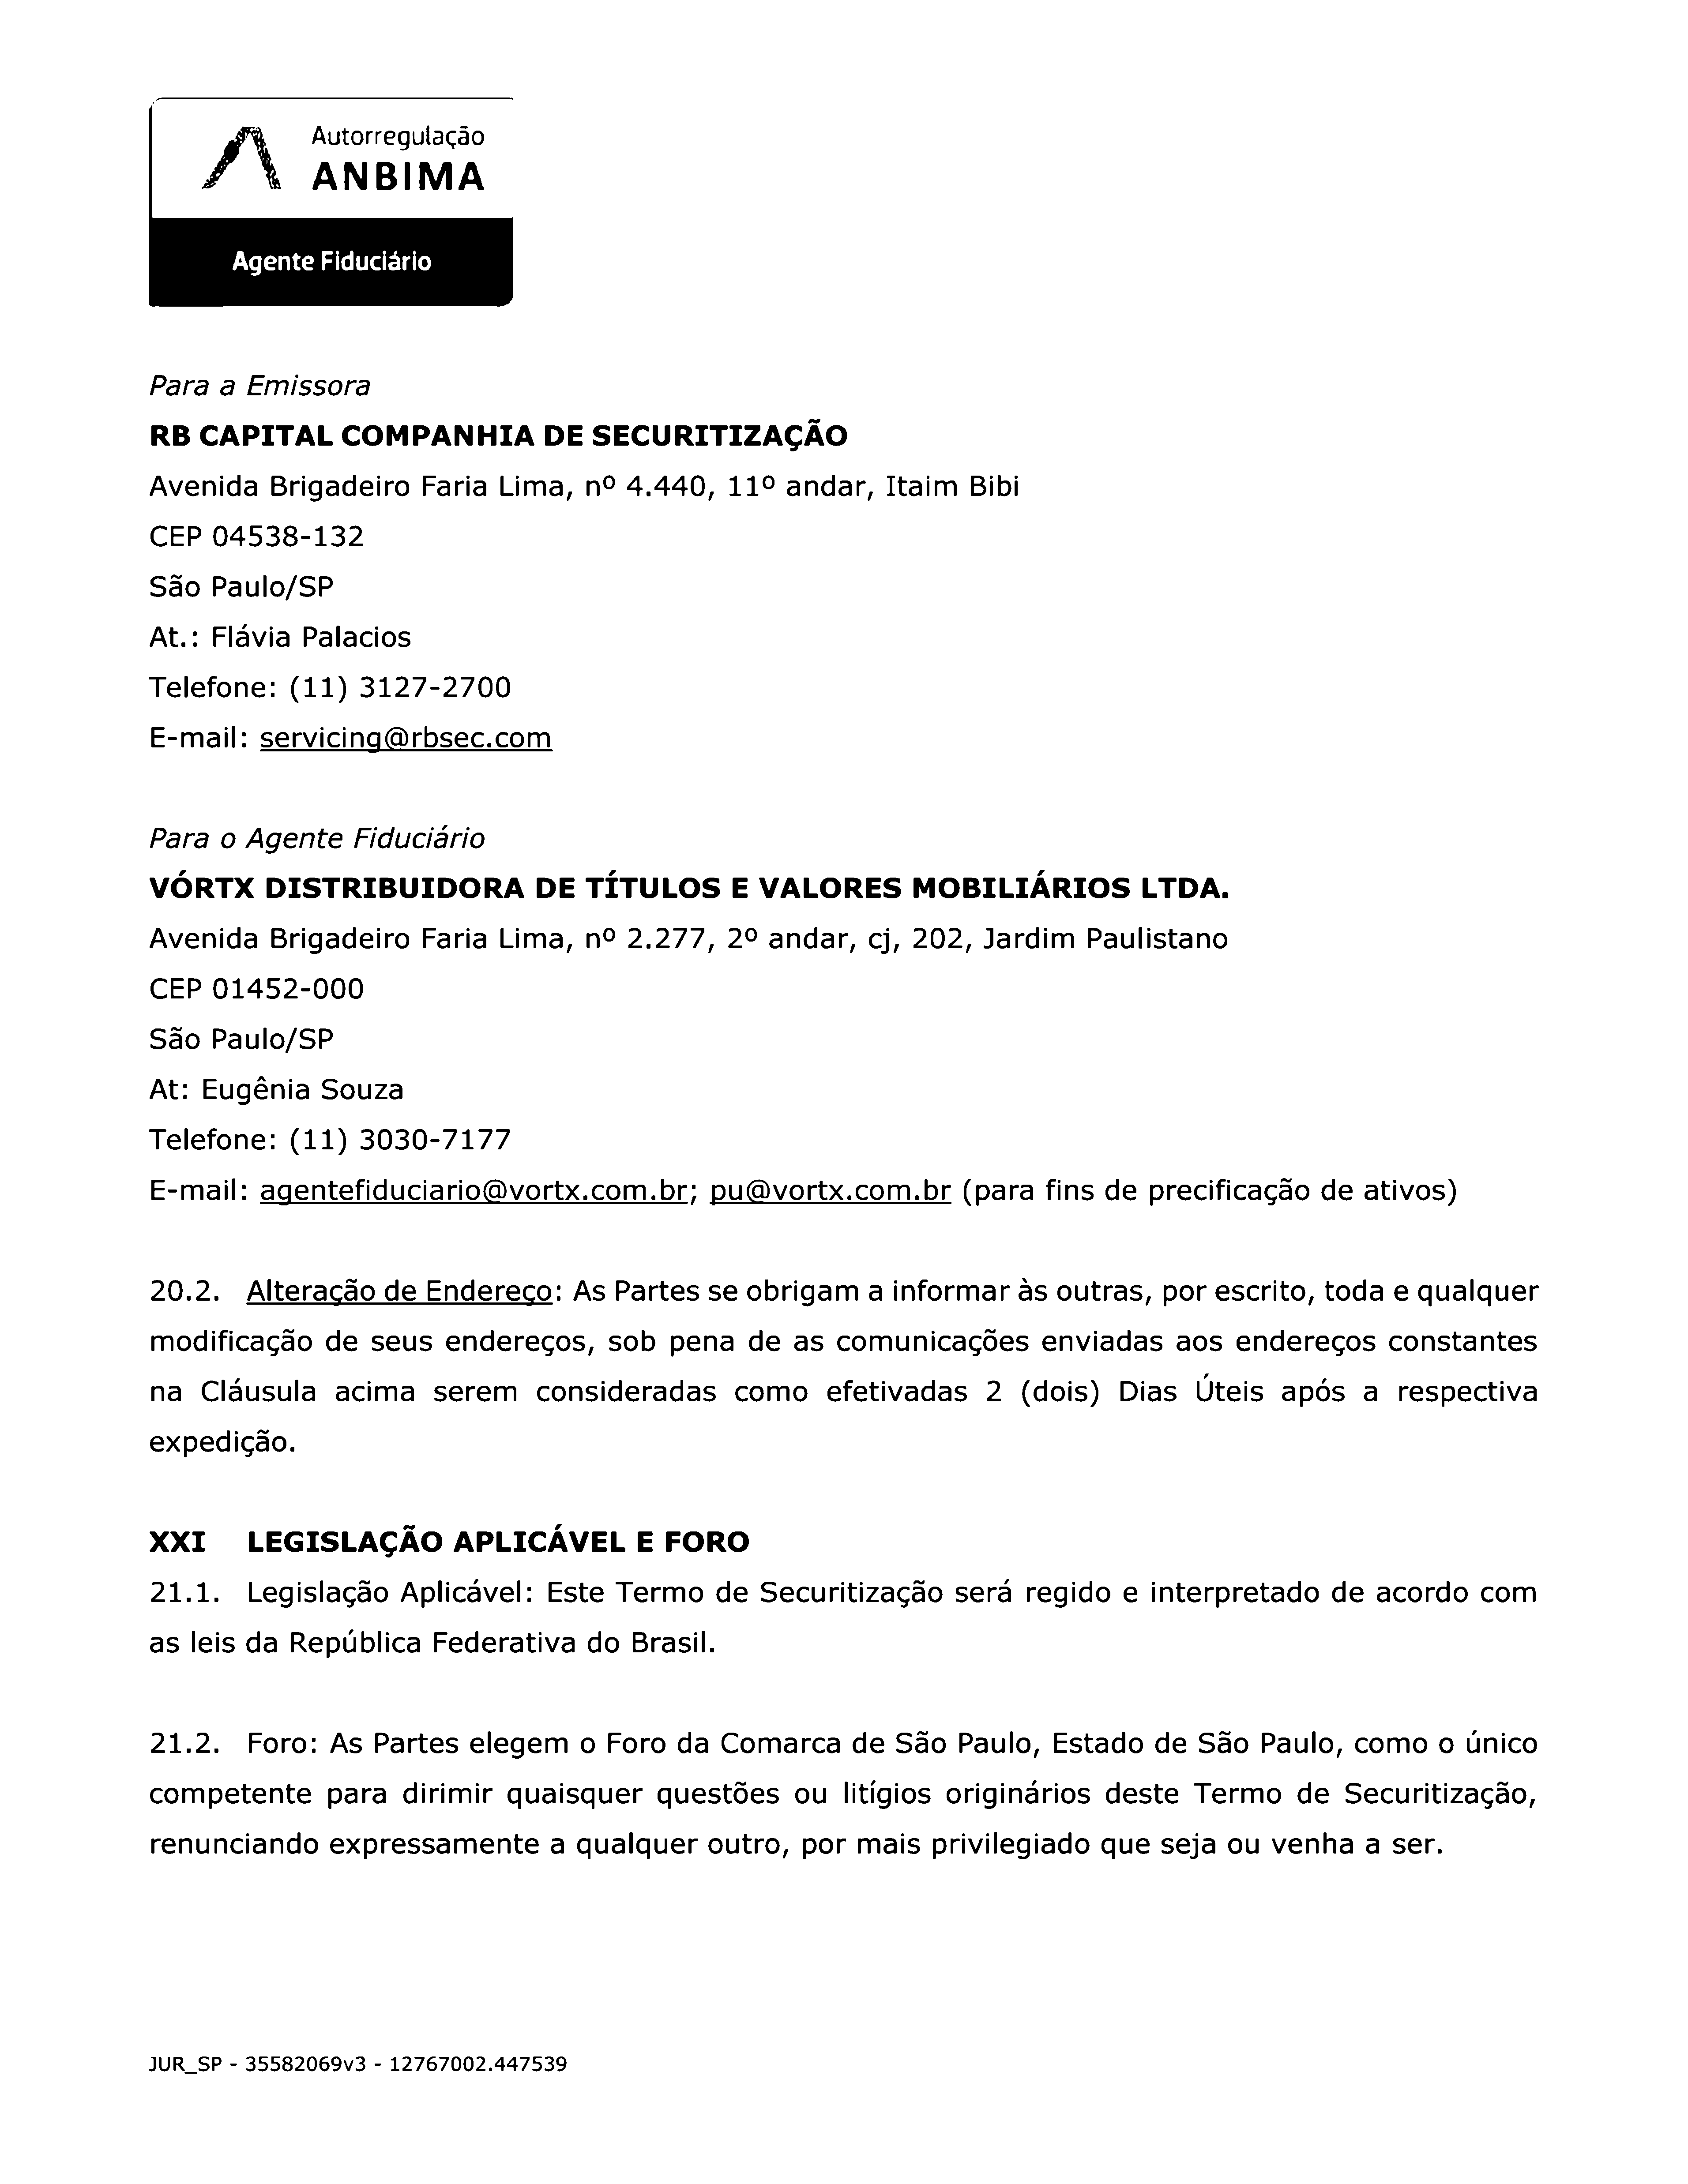 Autorregulação
ANBIMA
Agente Fiduciário
Para a Emissora
RB CAPITAL COMPANHIA DE SECURITIZAÇÃO
Avenida Brigadeiro Faria Lima, nº 4.440, 11º andar, Itaim Bibi
CEP 04538-132
São Paulo/SP
At.: Flávia Palacios
Telefone: (11) 3127-2700
E-mail: servicing@rbsec.com
Para o Agente Fiduciário
VÓRTX DISTRIBUIDORA DE TÍTULOS E VALORES MOBILIÁRIOS LTDA.
Avenida Brigadeiro Faria Lima, nº 2.277, 2º andar, cj, 202, Jardim Paulistano
CEP 01452-000
São Paulo/SP
At: Eugênia Souza
Telefone: (11) 3030-7177
E-mail: agentefiduciario@vortx.com.br; pu@vortx.com.br (para fins de precificação de ativos)
20.2. Alteração de Endereço: As Partes se obrigam a informar às outras, por escrito, toda e qualquer
modificação de seus endereços, sob pena de as comunicações enviadas aos endereços constantes
na Cláusula acima serem consideradas como efetivadas 2 (dois) Dias Úteis após a respectiva
expedição.
XXI LEGISLAÇÃO APLICÁVEL E FORO
21.1. Legislação Aplicável: Este Termo de Securitização será regido e interpretado de acordo com
as leis da República Federativa do Brasil.
21.2. Foro: As Partes elegem o Foro da Comarca de São Paulo, Estado de São Paulo, como o único
competente para dirimir quaisquer questões ou litígios originários deste Termo de Securitização,
renunciando expressamente a qualquer outro, por mais privilegiado que seja ou venha a ser.
JUR_SP - 35582069v3 - 12767002.447539